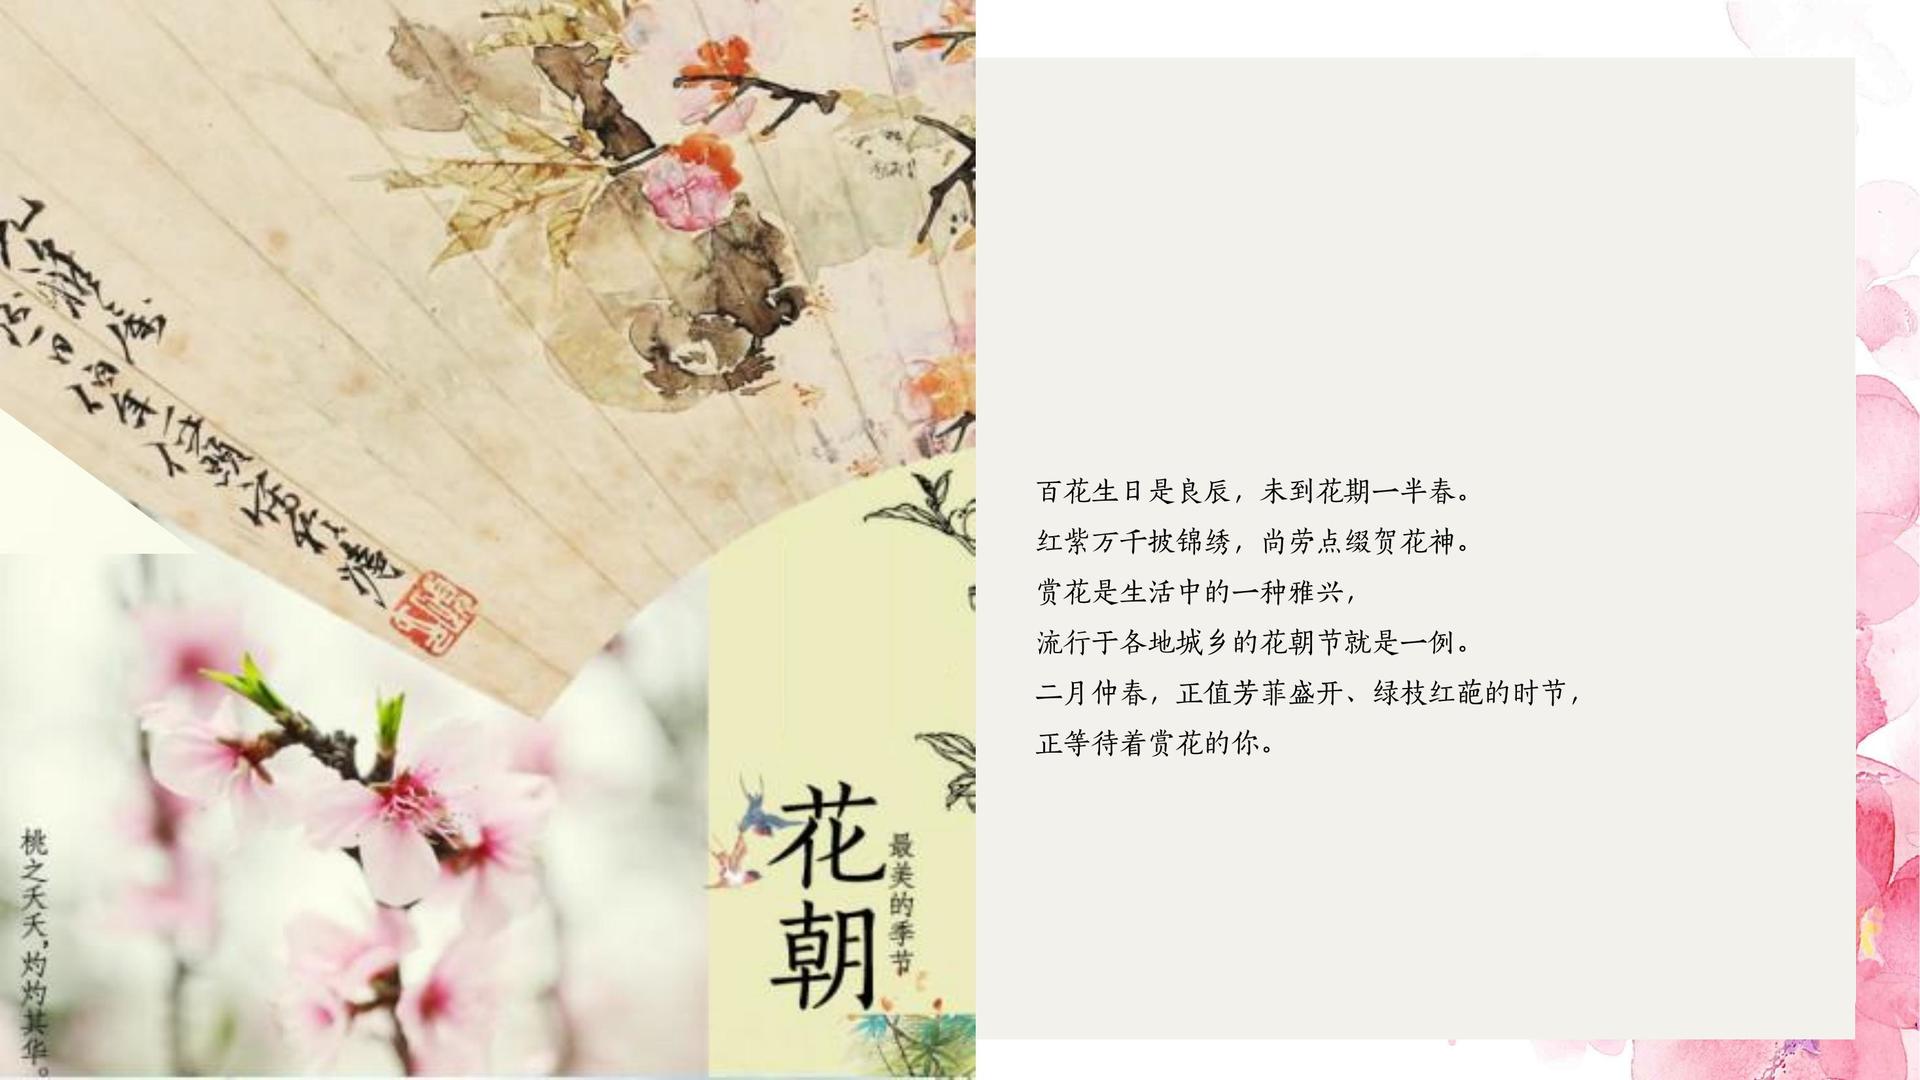 百花生日是良辰，未到花期一半春。
红紫万千披锦绣，尚劳点缀贺花神。
赏花是生活中的一种雅兴，
流行于各地城乡的花朝节就是一例。
二月仲春，正值芳菲盛开、绿枝红葩的时节，
正等待着赏花的你。
花朝
最美的季节
桃之夭夭，灼灼其华。